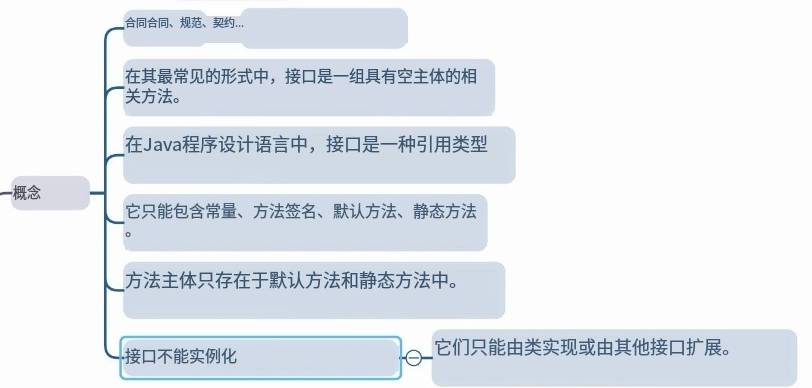 合同合同、规范、契约...
在其最常见的形式中，接口是一组具有空主体的相
关方法。
在Java程序设计语言中，接口是一种引用类型
概念
它只能包含常量、方法签名、默认方法、静态方法
。
方法主体只存在于默认方法和静态方法中。
接口不能实例化
它们只能由类实现或由其他接口扩展。